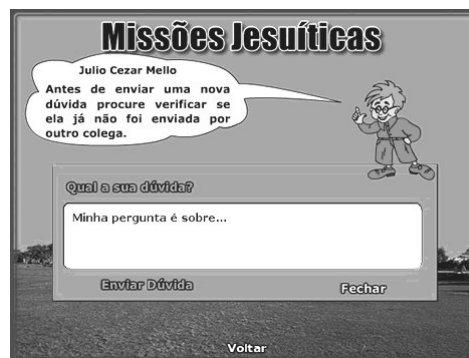 Missões Jesuíticas
Julio Cezar Mello
Antes de enviar uma nova
dúvida procure verificar se
ela já não foi enviada por
outro colega.
Qual a sua dúvida?
Minha pergunta é sobre...
Enviar Dúvida
Fechar
Voltar